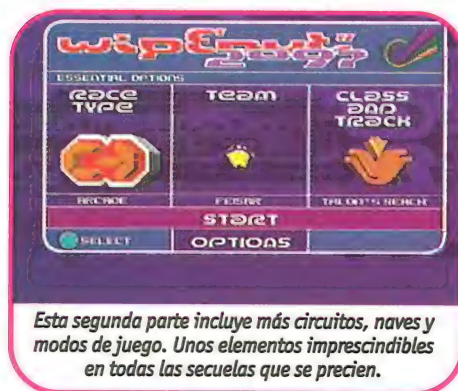 wipEout™
2097
ESSENTIAL OPTIONS
RACE TYPE
TEAM
CLASS AND TRACK
ARCADE
FEISAR
TALON'S REACH
START
SELECT
OPTIONS
Esta segunda parte incluye más circuitos, naves y
modos de juego. Unos elementos imprescindibles
en todas las secuelas que se precien.